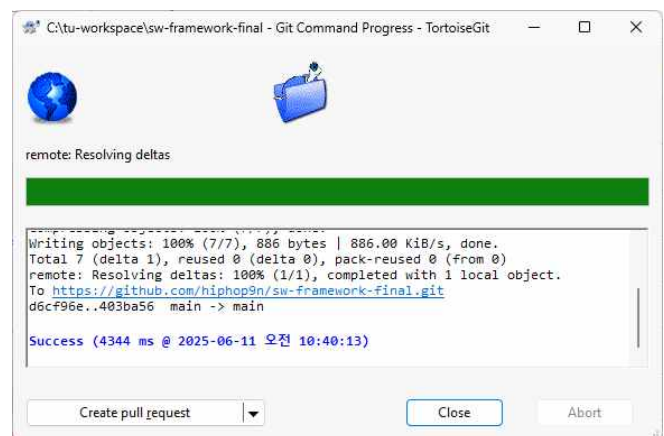 C:\tu-workspace\sw-framework-final - Git Command Progress - TortoiseGit
remote: Resolving deltas
Writing objects: 100% (7/7), 886 bytes | 886.00 KiB/s, done.
Total 7 (delta 1), reused 0 (delta 0), pack-reused 0 (from 0)
remote: Resolving deltas: 100% (1/1), completed with 1 local object.
To https://github.com/hiphop9n/sw-framework-final.git
d6cf96e..403ba56 main -> main
Success (4344 ms @ 2025-06-11 오전 10:40:13)
Create pull request
Close
Abort